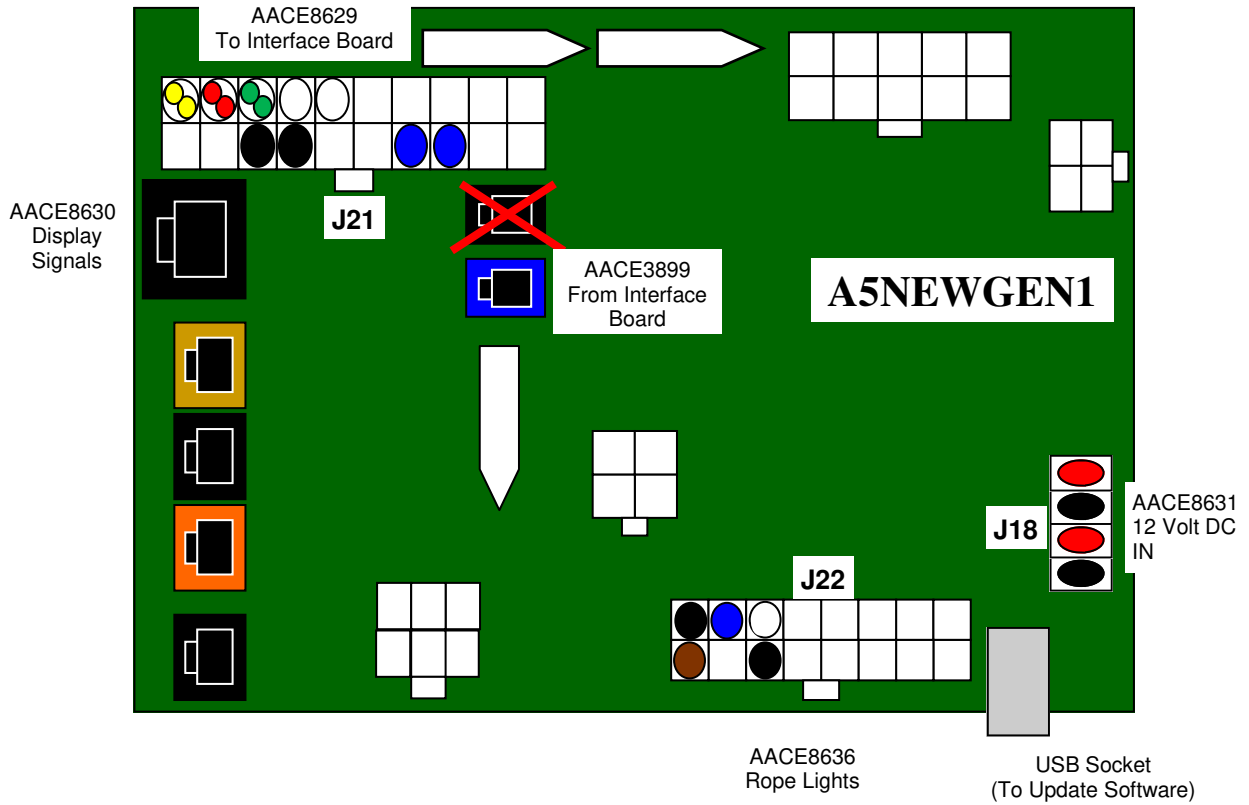 AACE8629
To Interface Board
J21
AACE8630
Display
Signals
AACE3899
From Interface
Board
A5NEWGEN1
J18
AACE8631
12 Volt DC
IN
J22
AACE8636
Rope Lights
USB Socket
(To Update Software)